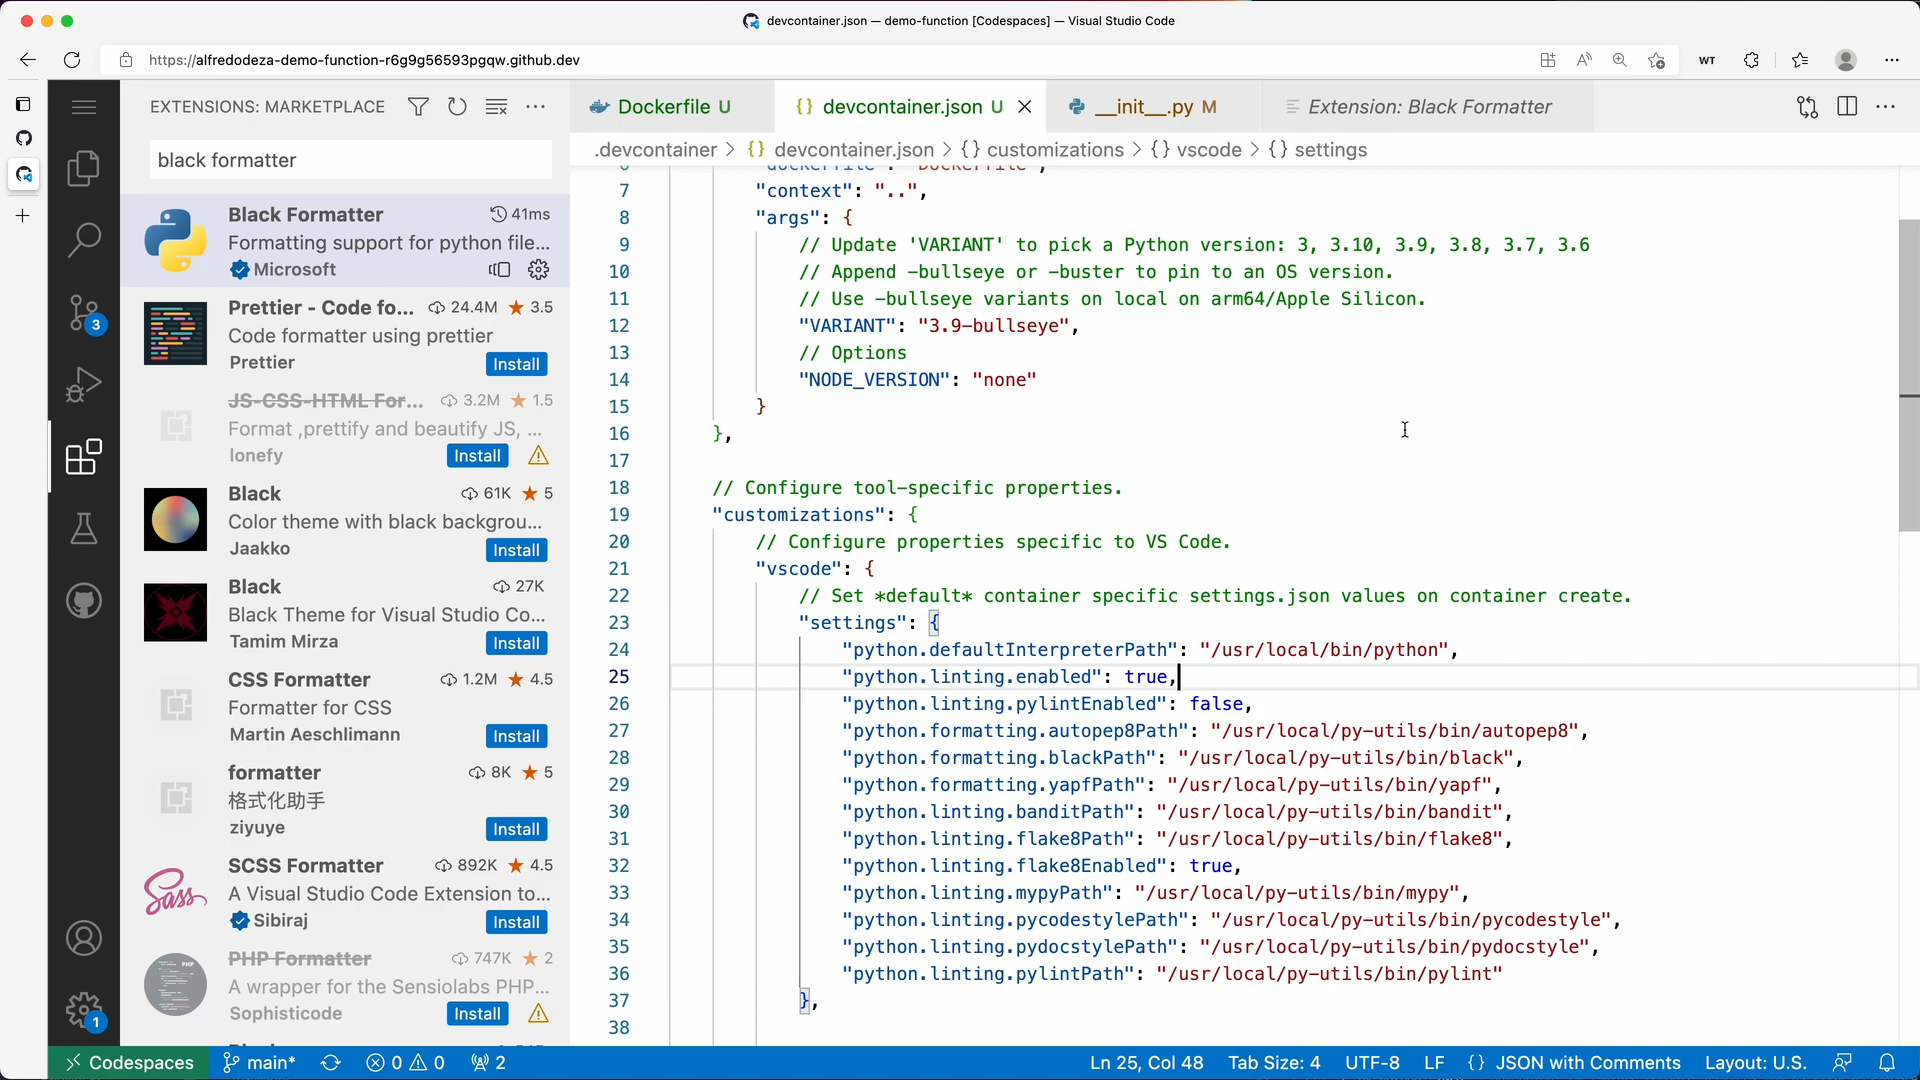 devcontainer.json — demo-function [Codespaces] — Visual Studio Code
https://alfredodeza-demo-function-r6g9g56593pgqw.github.dev
WT
EXTENSIONS: MARKETPLACE
black formatter
Black Formatter 41ms
Formatting support for python file...
Microsoft
Prettier - Code fo... 24.4M 3.5
Code formatter using prettier
Prettier Install
JS-CSS-HTML For... 3.2M 1.5
Format ,prettify and beautify JS, ...
lonefy Install
Black 61K 5
Color theme with black backgrou...
Jaakko Install
Black 27K
Black Theme for Visual Studio Co...
Tamim Mirza Install
CSS Formatter 1.2M 4.5
Formatter for CSS
Martin Aeschlimann Install
formatter 8K 5
格式化助手
ziyuye Install
SCSS Formatter 892K 4.5
A Visual Studio Code Extension to...
Sass
Sibiraj Install
PHP Formatter 747K 2
PHP
A wrapper for the Sensiolabs PHP...
Sophisticode Install
3
1
Dockerfile U
{} devcontainer.json U
__init__.py M
Extension: Black Formatter
.devcontainer > {} devcontainer.json > {} customizations > {} vscode > {} settings
6 "dockerfile": "Dockerfile",
7 "context": "..",
8 "args": {
9 // Update 'VARIANT' to pick a Python version: 3, 3.10, 3.9, 3.8, 3.7, 3.6
10 // Append -bullseye or -buster to pin to an OS version.
11 // Use -bullseye variants on local on arm64/Apple Silicon.
12 "VARIANT": "3.9-bullseye",
13 // Options
14 "NODE_VERSION": "none"
15 }
16 },
17
18 // Configure tool-specific properties.
19 "customizations": {
20 // Configure properties specific to VS Code.
21 "vscode": {
22 // Set *default* container specific settings.json values on container create.
23 "settings": {
24 "python.defaultInterpreterPath": "/usr/local/bin/python",
25 "python.linting.enabled": true,
26 "python.linting.pylintEnabled": false,
27 "python.formatting.autopep8Path": "/usr/local/py-utils/bin/autopep8",
28 "python.formatting.blackPath": "/usr/local/py-utils/bin/black",
29 "python.formatting.yapfPath": "/usr/local/py-utils/bin/yapf",
30 "python.linting.banditPath": "/usr/local/py-utils/bin/bandit",
31 "python.linting.flake8Path": "/usr/local/py-utils/bin/flake8",
32 "python.linting.flake8Enabled": true,
33 "python.linting.mypyPath": "/usr/local/py-utils/bin/mypy",
34 "python.linting.pycodestylePath": "/usr/local/py-utils/bin/pycodestyle",
35 "python.linting.pydocstylePath": "/usr/local/py-utils/bin/pydocstyle",
36 "python.linting.pylintPath": "/usr/local/py-utils/bin/pylint"
37 },
38
Codespaces main* 0 0 2 Ln 25, Col 48 Tab Size: 4 UTF-8 LF {} JSON with Comments Layout: U.S.